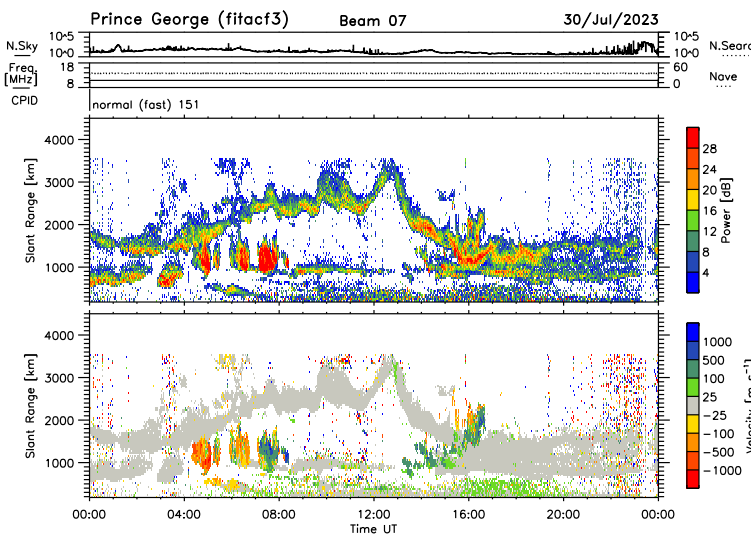 Prince George (fitacf3) Beam 07 30/Jul/2023
N.Sky 10^5 10^0 10^5 10^0
Freq [MHz] 18 8 60 0 Nave
CPID normal (fast) 151
Slant Range [km] 4000 3000 2000 1000
Power [dB] 28 24 20 16 12 8 4
Slant Range [km] 4000 3000 2000 1000
1000 500 100 25 -25 -100 -500 -1000
00:00 04:00 08:00 12:00 16:00 20:00 00:00
Time UT